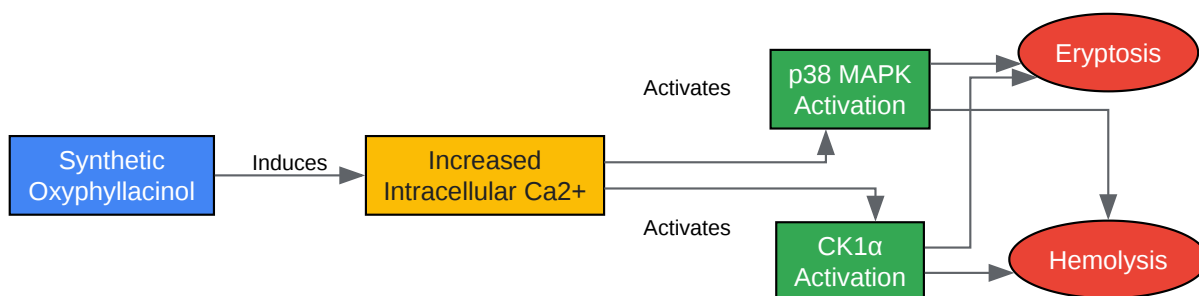 Synthetic
Oxyphyllacinol
Induces
Increased
Intracellular Ca2+
Activates
Activates
p38 MAPK
Activation
CK1α
Activation
Eryptosis
Hemolysis